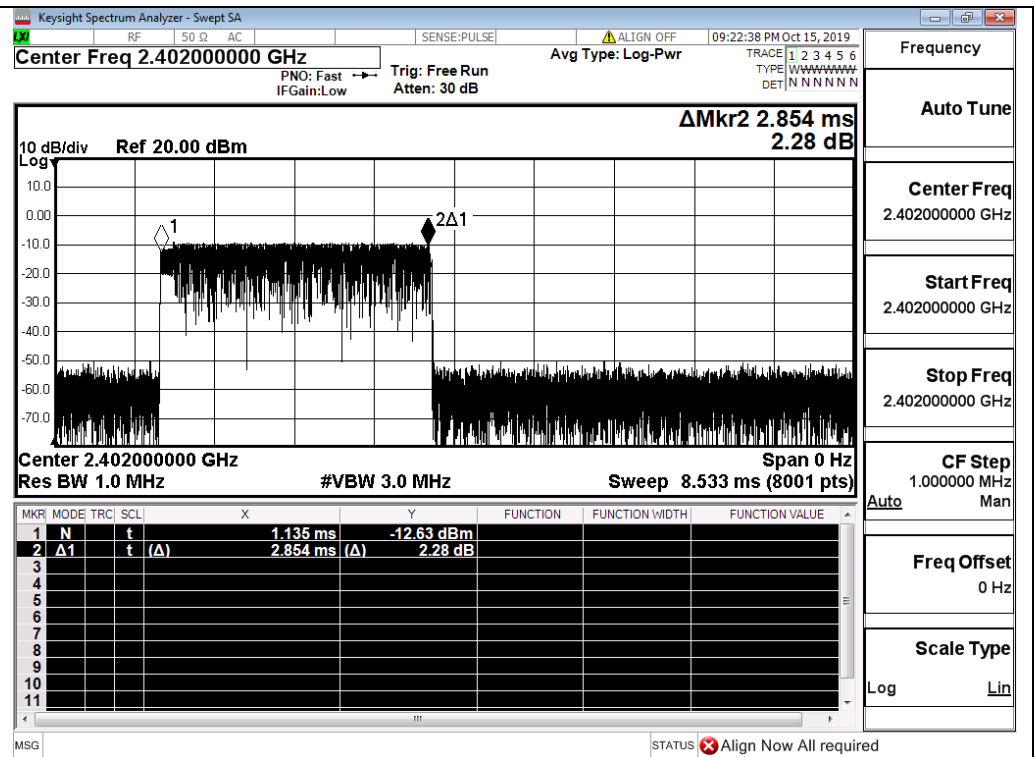 Keysight Spectrum Analyzer - Swept SA
LXI RF 50 Ω AC SENSE:PULSE ALIGN OFF 09:22:38 PM Oct 15, 2019
Center Freq 2.402000000 GHz
PNO: Fast
IFGain:Low
Trig: Free Run
Atten: 30 dB
Avg Type: Log-Pwr
TRACE 1 2 3 4 5 6
TYPE WWWWWW
DET N N N N N N
ΔMkr2 2.854 ms
2.28 dB
10 dB/div Ref 20.00 dBm
Log
10.0
0.00
-10.0
-20.0
-30.0
-40.0
-50.0
-60.0
-70.0
1
2Δ1
Center 2.402000000 GHz Span 0 Hz
Res BW 1.0 MHz #VBW 3.0 MHz Sweep 8.533 ms (8001 pts)
MKR MODE TRC SCL X Y FUNCTION FUNCTION WIDTH FUNCTION VALUE
1 N t 1.135 ms -12.63 dBm
2 Δ1 t (Δ) 2.854 ms (Δ) 2.28 dB
3
4
5
6
7
8
9
10
11
MSG STATUS Align Now All required
Frequency
Auto Tune
Center Freq
2.402000000 GHz
Start Freq
2.402000000 GHz
Stop Freq
2.402000000 GHz
CF Step
1.000000 MHz
Auto Man
Freq Offset
0 Hz
Scale Type
Log Lin